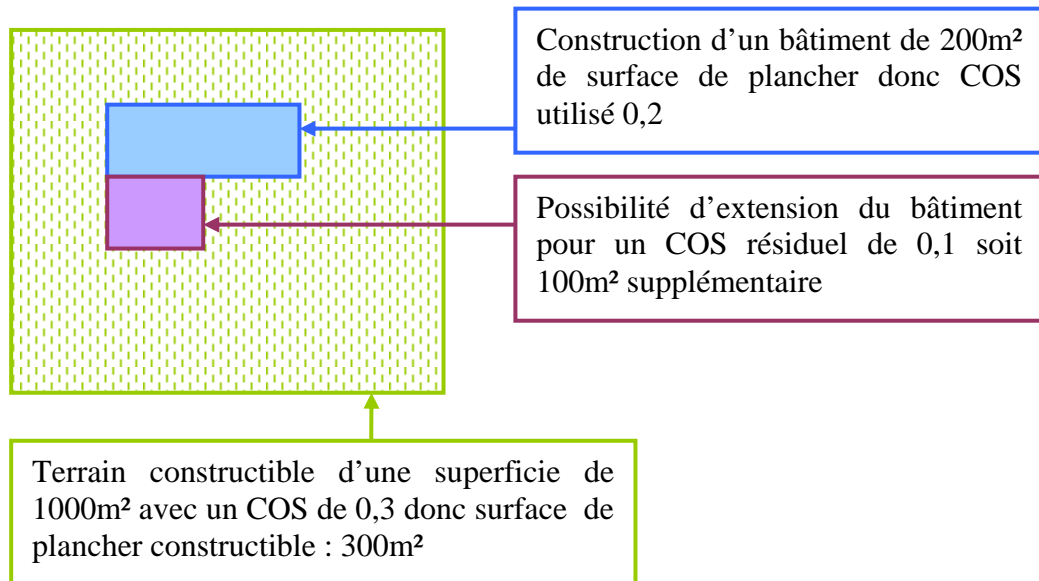 Construction d’un bâtiment de 200m²
de surface de plancher donc COS
utilisé 0,2
Possibilité d’extension du bâtiment
pour un COS résiduel de 0,1 soit
100m² supplémentaire
Terrain constructible d’une superficie de
1000m² avec un COS de 0,3 donc surface de
plancher constructible : 300m²